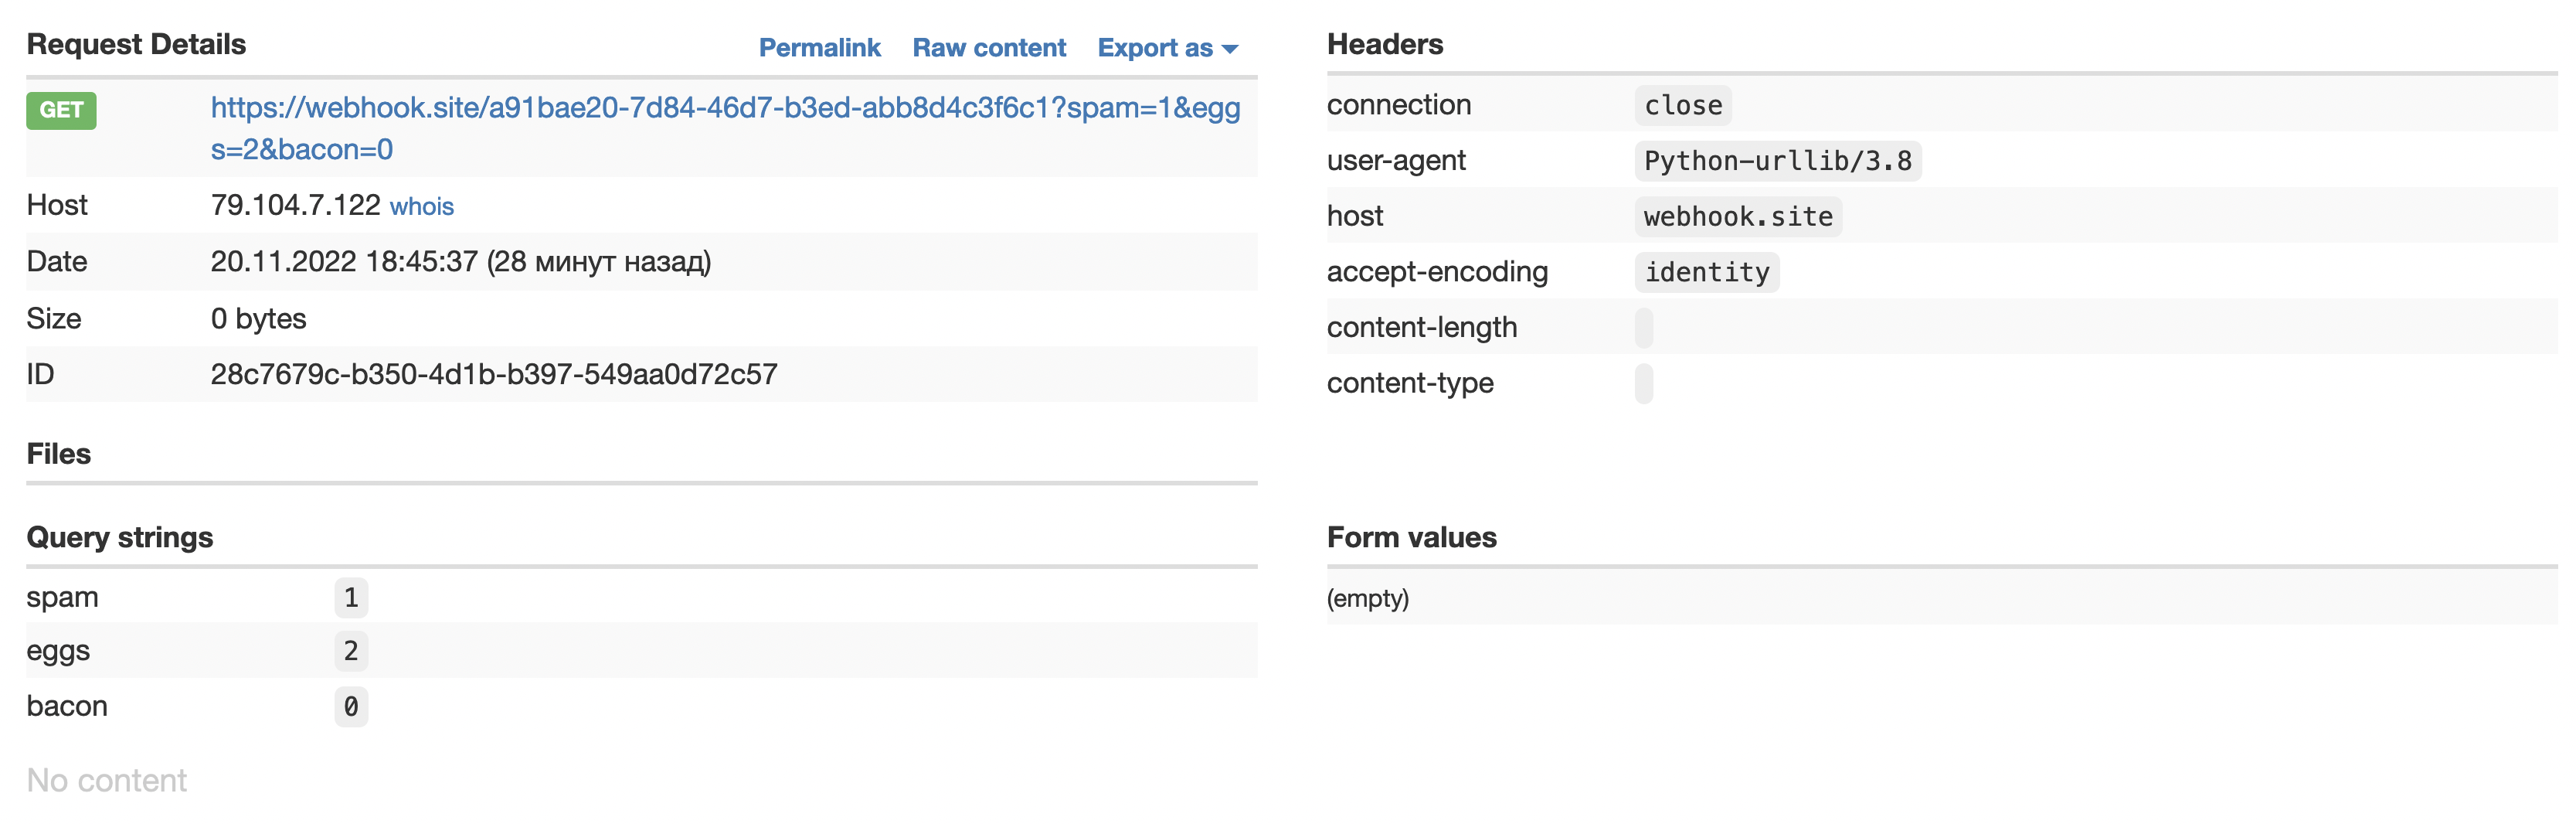 Request Details
Permalink Raw content Export as
GET https://webhook.site/a91bae20-7d84-46d7-b3ed-abb8d4c3f6c1?spam=1&egg
s=2&bacon=0
Host 79.104.7.122 whois
Date 20.11.2022 18:45:37 (28 минут назад)
Size 0 bytes
ID 28c7679c-b350-4d1b-b397-549aa0d72c57
Headers
connection close
user-agent Python-urllib/3.8
host webhook.site
accept-encoding identity
content-length
content-type
Files
Query strings
spam 1
eggs 2
bacon 0
Form values
(empty)
No content